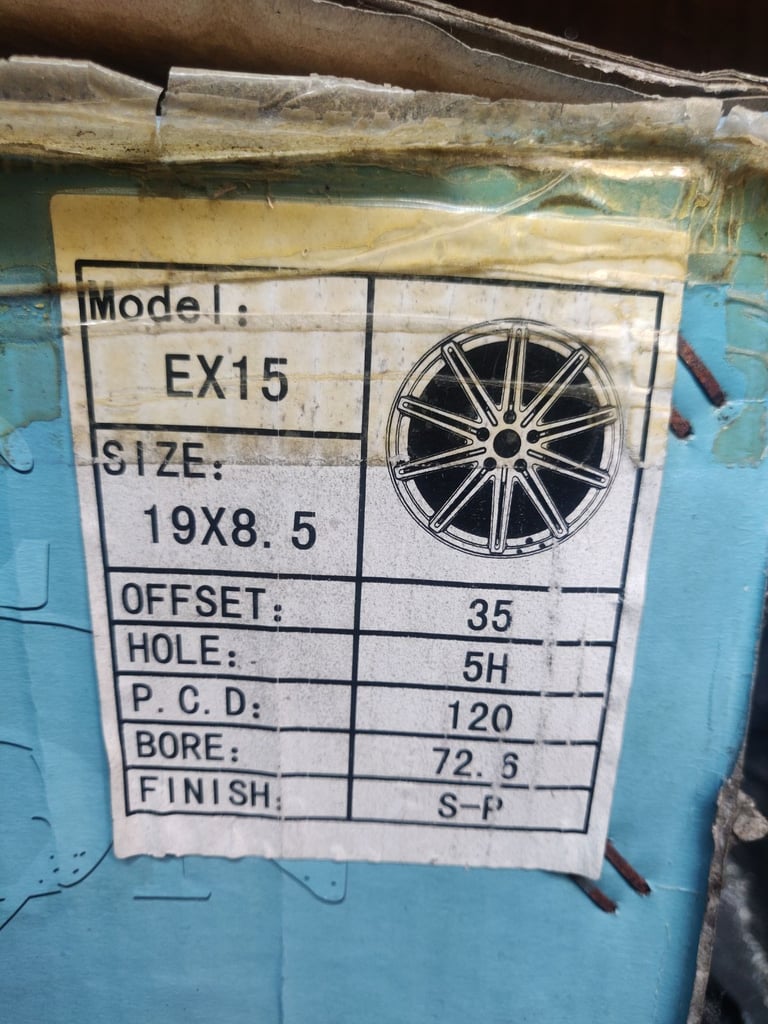 Model:
EX15
SIZE:
19X8.5
OFFSET: 35
HOLE: 5H
P.C.D: 120
BORE: 72.6
FINISH: S-P